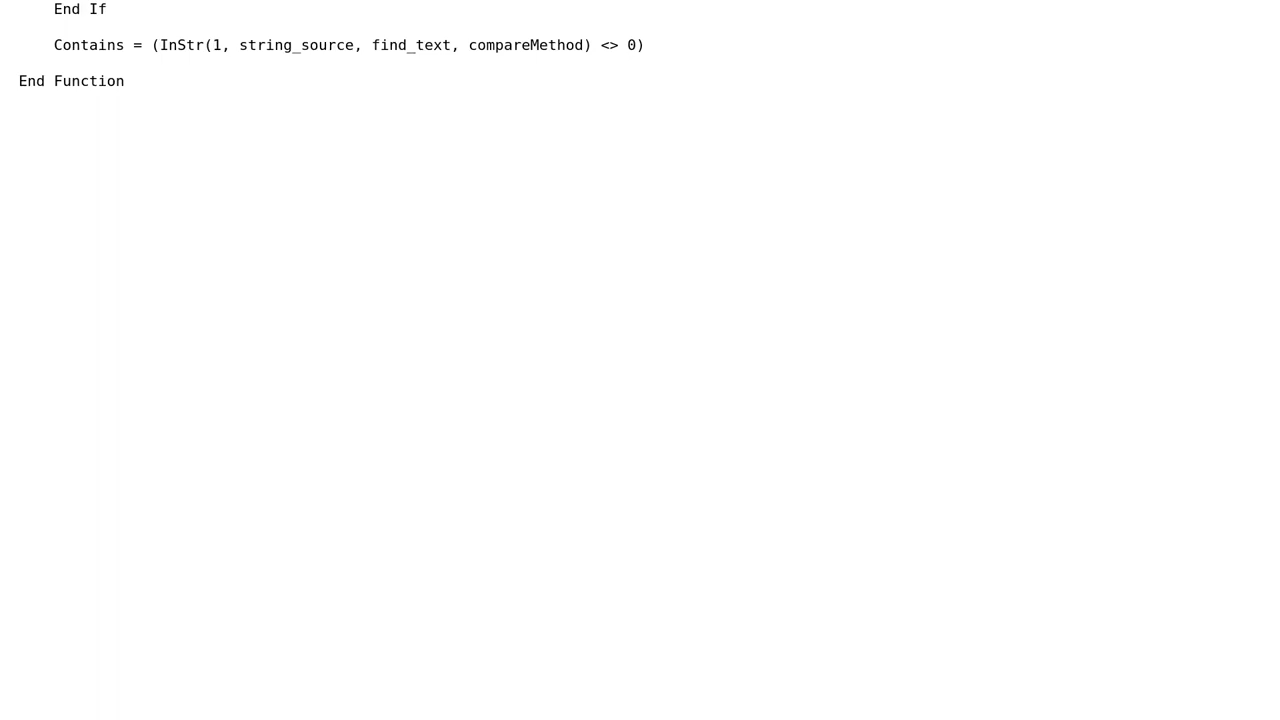 End If
    Contains = (InStr(1, string_source, find_text, compareMethod) <> 0)
End Function